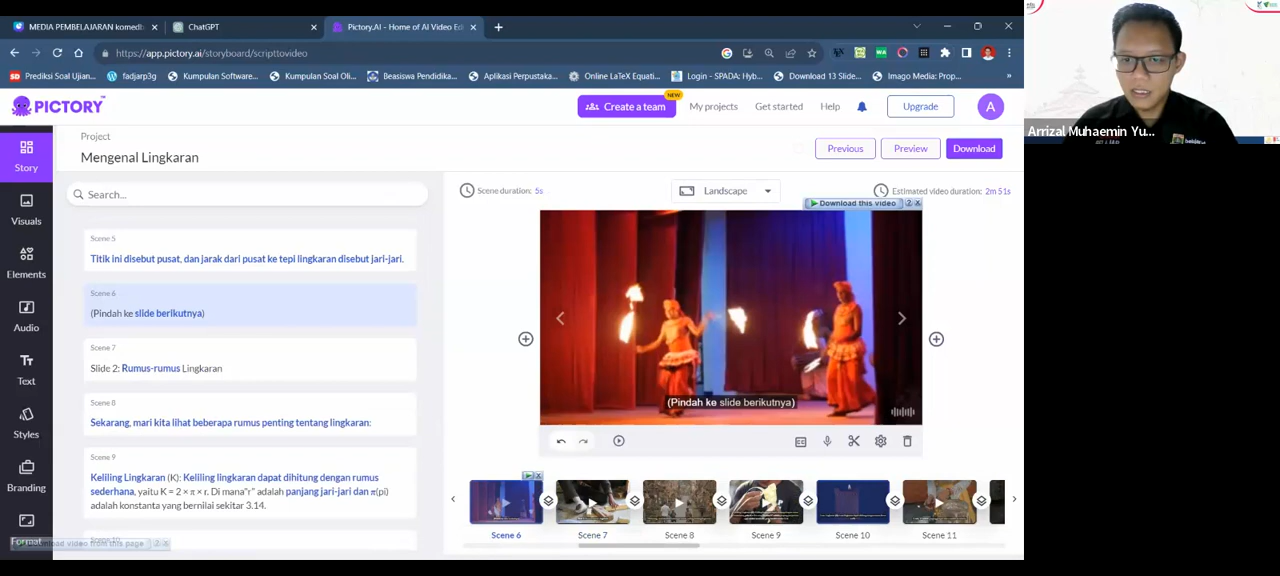 MEDIA PEMBELAJARAN komedi
ChatGPT
Pictory.AI - Home of AI Video Edi
https://app.pictory.ai/storyboard/scripttovideo
Prediksi Soal Ujian...
fadjarp3g
Kumpulan Software...
Kumpulan Soal Oli...
Beasiswa Pendidika...
Aplikasi Perpustaka...
Online LaTeX Equati...
Login - SPADA: Hyb...
Download 13 Slide...
Imago Media: Prop...
PICTORY
Create a team
NEW
My projects
Get started
Help
Upgrade
A
Arrizal Muhaemin Yu...
Project
Mengenal Lingkaran
Previous
Preview
Download
Story
Visuals
Elements
Audio
Text
Styles
Branding
Format
Search...
Scene 5
Titik ini disebut pusat, dan jarak dari pusat ke tepi lingkaran disebut jari-jari.
Scene 6
(Pindah ke slide berikutnya)
Scene 7
Slide 2: Rumus-rumus Lingkaran
Scene 8
Sekarang, mari kita lihat beberapa rumus penting tentang lingkaran:
Scene 9
Keliling Lingkaran (K): Keliling lingkaran dapat dihitung dengan rumus
sederhana, yaitu K = 2 × π × r. Di mana"r" adalah panjang jari-jari dan π(pi)
adalah konstanta yang bernilai sekitar 3.14.
Scene 10
Download video from this page
Scene duration: 5s
Landscape
Estimated video duration: 2m 51s
Download this video
(Pindah ke slide berikutnya)
Scene 6
Scene 7
Scene 8
Scene 9
Scene 10
Scene 11